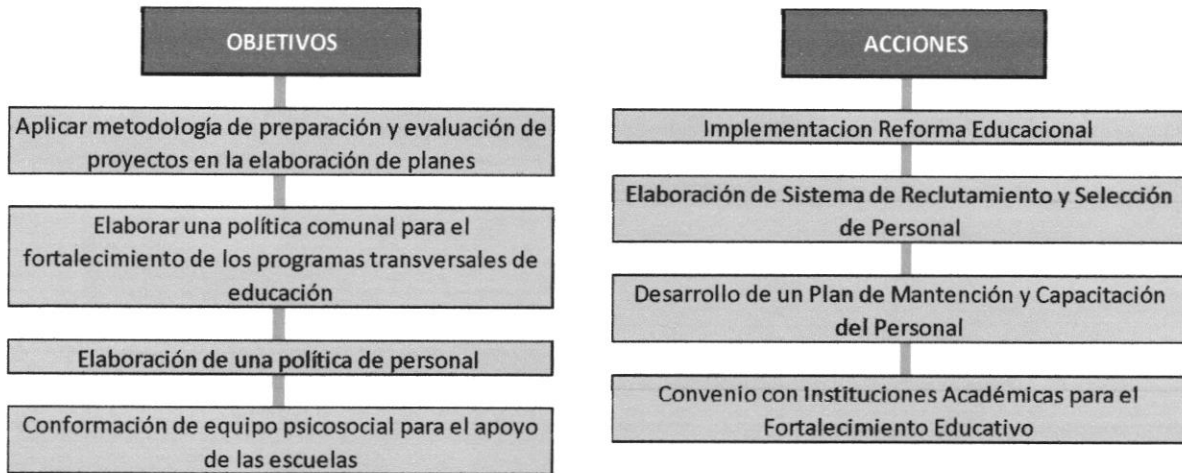 OBJETIVOS
Aplicar metodología de preparación y evaluación de
proyectos en la elaboración de planes
Elaborar una política comunal para el
fortalecimiento de los programas transversales de
educación
Elaboración de una política de personal
Conformación de equipo psicosocial para el apoyo
de las escuelas
ACCIONES
Implementacion Reforma Educacional
Elaboración de Sistema de Reclutamiento y Selección
de Personal
Desarrollo de un Plan de Mantención y Capacitación
del Personal
Convenio con Instituciones Académicas para el
Fortalecimiento Educativo